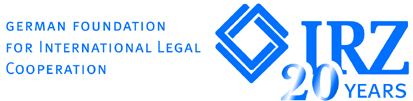 GERMAN FOUNDATION
FOR INTERNATIONAL LEGAL
COOPERATION
IRZ
20 YEARS